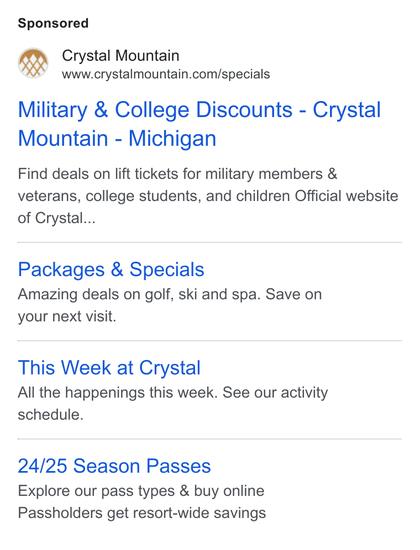 Sponsored
Crystal Mountain
www.crystalmountain.com/specials
Military & College Discounts - Crystal
Mountain - Michigan
Find deals on lift tickets for military members &
veterans, college students, and children Official website
of Crystal...
Packages & Specials
Amazing deals on golf, ski and spa. Save on
your next visit.
This Week at Crystal
All the happenings this week. See our activity
schedule.
24/25 Season Passes
Explore our pass types & buy online
Passholders get resort-wide savings